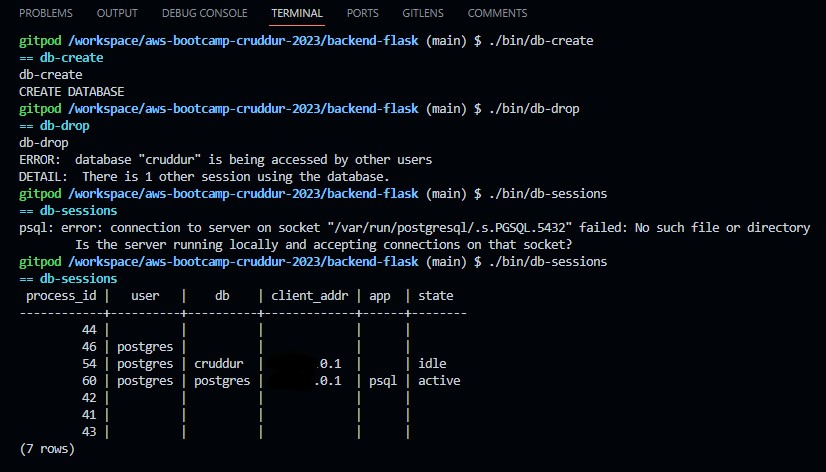 PROBLEMS OUTPUT DEBUG CONSOLE TERMINAL PORTS GITLENS COMMENTS
gitpod /workspace/aws-bootcamp-cruddur-2023/backend-flask (main) $ ./bin/db-create
== db-create
db-create
CREATE DATABASE
gitpod /workspace/aws-bootcamp-cruddur-2023/backend-flask (main) $ ./bin/db-drop
== db-drop
db-drop
ERROR:  database "cruddur" is being accessed by other users
DETAIL:  There is 1 other session using the database.
gitpod /workspace/aws-bootcamp-cruddur-2023/backend-flask (main) $ ./bin/db-sessions
== db-sessions
psql: error: connection to server on socket "/var/run/postgresql/.s.PGSQL.5432" failed: No such file or directory
        Is the server running locally and accepting connections on that socket?
gitpod /workspace/aws-bootcamp-cruddur-2023/backend-flask (main) $ ./bin/db-sessions
== db-sessions
 process_id |   user   |    db    | client_addr | app  | state
------------+----------+----------+-------------+------+--------
         44 |          |          |             |      |
         46 | postgres |          |             |      |
         54 | postgres | cruddur  |       .0.1  |      | idle
         60 | postgres | postgres |       .0.1  | psql | active
         42 |          |          |             |      |
         41 |          |          |             |      |
         43 |          |          |             |      |
(7 rows)